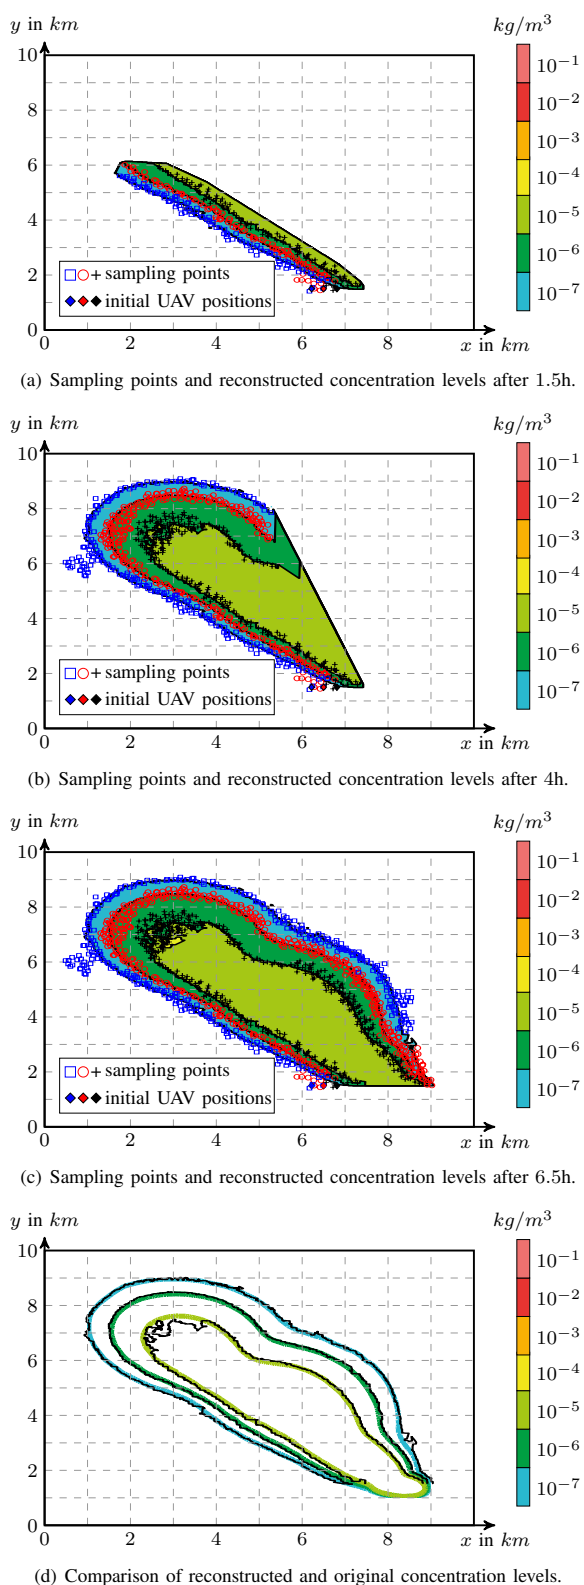 y in km
kg/m³
10
8
6
4
2
0
10⁻¹
10⁻²
10⁻³
10⁻⁴
10⁻⁵
10⁻⁶
10⁻⁷
sampling points
initial UAV positions
0 2 4 6 8
x in km
(a) Sampling points and reconstructed concentration levels after 1.5h.
y in km
kg/m³
10
8
6
4
2
0
10⁻¹
10⁻²
10⁻³
10⁻⁴
10⁻⁵
10⁻⁶
10⁻⁷
sampling points
initial UAV positions
0 2 4 6 8
x in km
(b) Sampling points and reconstructed concentration levels after 4h.
y in km
kg/m³
10
8
6
4
2
0
10⁻¹
10⁻²
10⁻³
10⁻⁴
10⁻⁵
10⁻⁶
10⁻⁷
sampling points
initial UAV positions
0 2 4 6 8
x in km
(c) Sampling points and reconstructed concentration levels after 6.5h.
y in km
kg/m³
10
8
6
4
2
0
10⁻¹
10⁻²
10⁻³
10⁻⁴
10⁻⁵
10⁻⁶
10⁻⁷
0 2 4 6 8
x in km
(d) Comparison of reconstructed and original concentration levels.